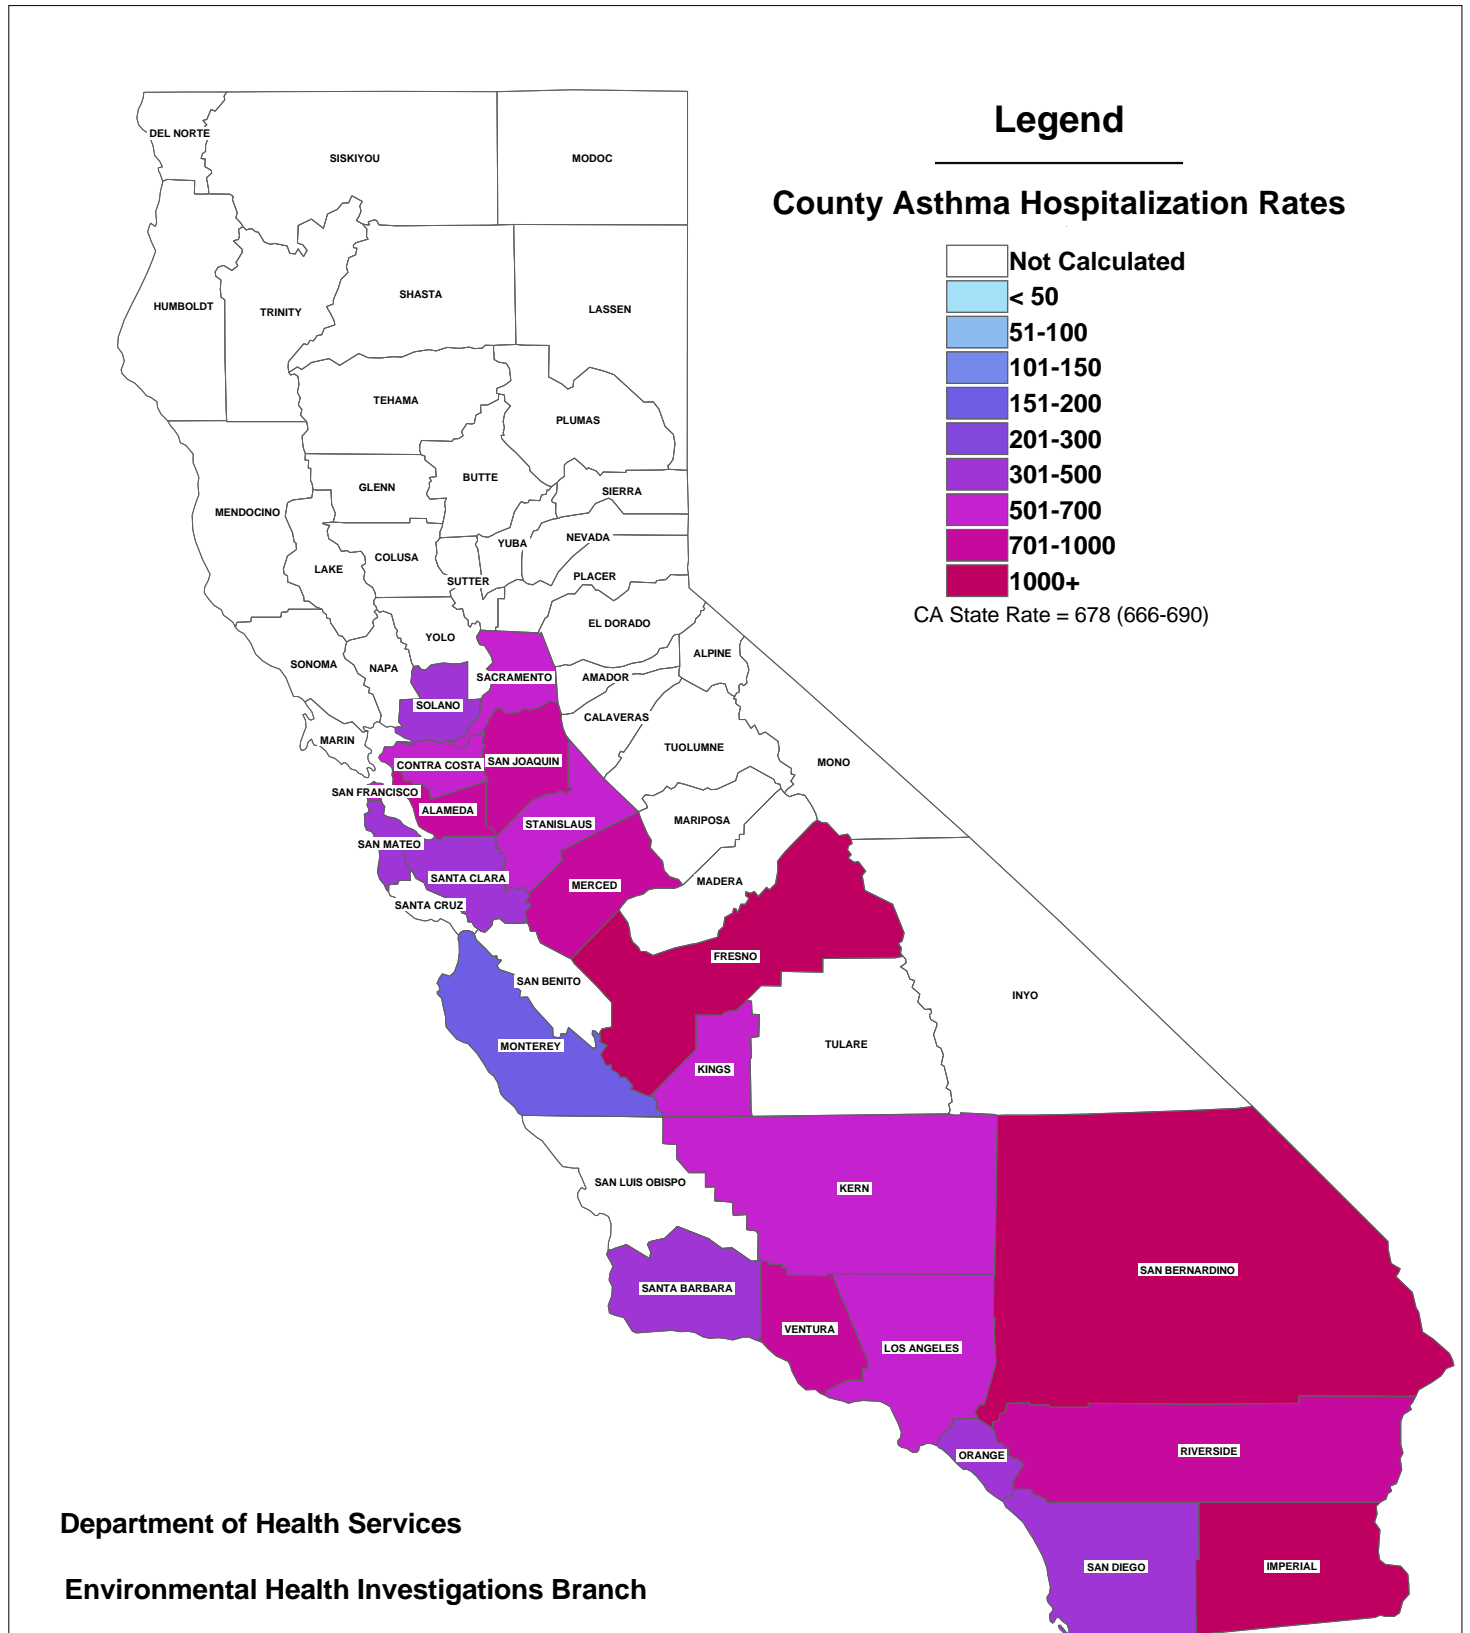 Legend
County Asthma Hospitalization Rates
Not Calculated
< 50
51-100
101-150
151-200
201-300
301-500
501-700
701-1000
1000+
CA State Rate = 678 (666-690)
DEL NORTE
SISKIYOU
MODOC
HUMBOLDT
TRINITY
SHASTA
LASSEN
TEHAMA
PLUMAS
GLENN
BUTTE
SIERRA
MENDOCINO
COLUSA
YUBA
NEVADA
LAKE
SUTTER
PLACER
YOLO
EL DORADO
SONOMA
NAPA
ALPINE
SACRAMENTO
AMADOR
SOLANO
CALAVERAS
MARIN
TUOLUMNE
CONTRA COSTA
SAN JOAQUIN
MONO
SAN FRANCISCO
ALAMEDA
STANISLAUS
MARIPOSA
SAN MATEO
SANTA CLARA
MERCED
MADERA
SANTA CRUZ
FRESNO
SAN BENITO
INYO
MONTEREY
TULARE
KINGS
SAN LUIS OBISPO
KERN
SAN BERNARDINO
SANTA BARBARA
VENTURA
LOS ANGELES
ORANGE
RIVERSIDE
SAN DIEGO
IMPERIAL
Department of Health Services
Environmental Health Investigations Branch